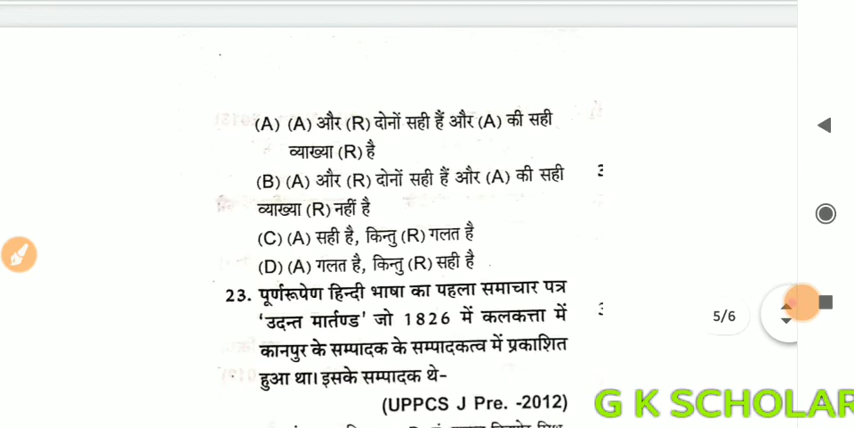 (A) (A) और (R) दोनों सही हैं और (A) की सही
व्याख्या (R) है
(B) (A) और (R) दोनों सही हैं और (A) की सही
व्याख्या (R) नहीं है
(C) (A) सही है, किन्तु (R) गलत है
(D) (A) गलत है, किन्तु (R) सही है
23. पूर्णरूपेण हिन्दी भाषा का पहला समाचार पत्र
‘उदन्त मार्तण्ड’ जो 1826 में कलकत्ता में
कानपुर के सम्पादक के सम्पादकत्व में प्रकाशित
हुआ था। इसके सम्पादक थे-
(UPPCS J Pre. -2012)
5/6
G K SCHOLAR